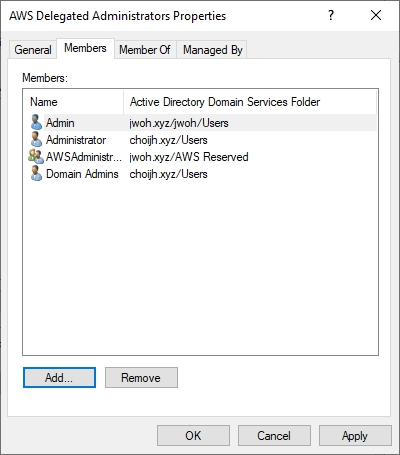 AWS Delegated Administrators Properties
General Members Member Of Managed By
Members:
Name Active Directory Domain Services Folder
Admin jwoh.xyz/jwoh/Users
Administrator choijh.xyz/Users
AWSAdministr... jwoh.xyz/AWS Reserved
Domain Admins choijh.xyz/Users
Add... Remove
OK Cancel Apply